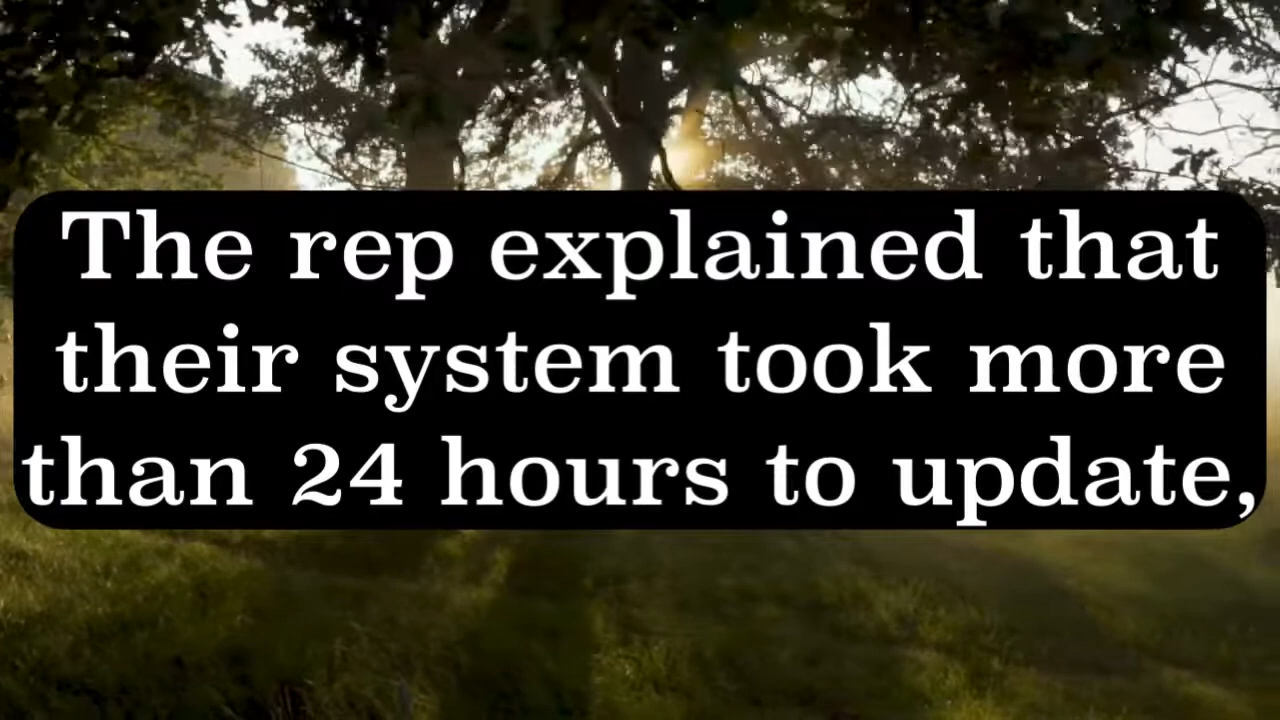 The rep explained that
their system took more
than 24 hours to update,